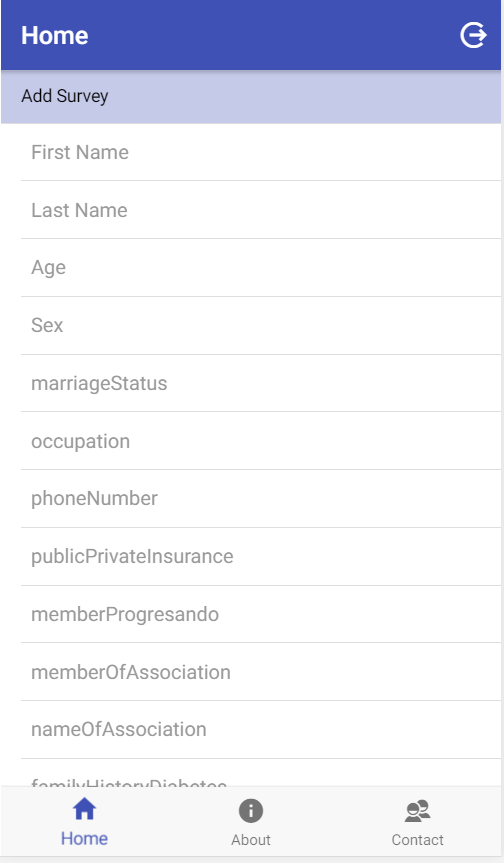 Home
Add Survey
First Name
Last Name
Age
Sex
marriageStatus
occupation
phoneNumber
publicPrivateInsurance
memberProgresando
memberOfAssociation
nameOfAssociation
familyHistoryDiabetes
Home
About
Contact